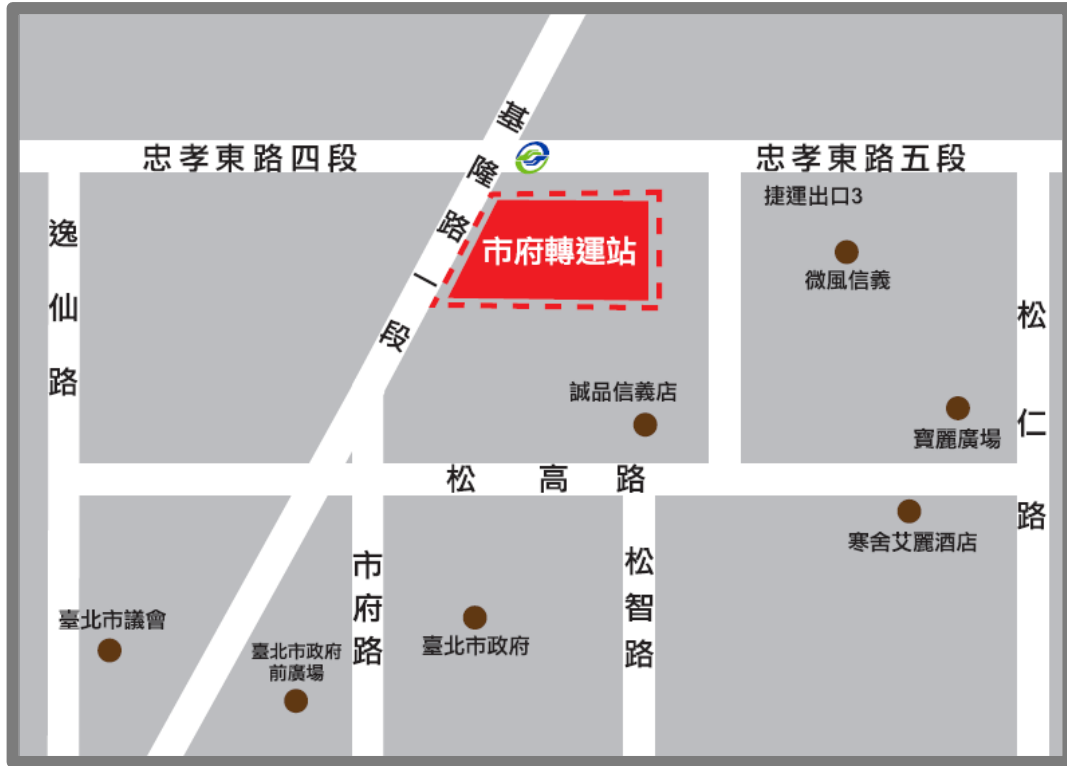 基隆路一段
忠孝東路四段
忠孝東路五段
捷運出口3
逸仙路
市府轉運站
微風信義
松仁路
誠品信義店
寶麗廣場
松高路
寒舍艾麗酒店
市府路
松智路
臺北市議會
臺北市政府
前廣場
臺北市政府